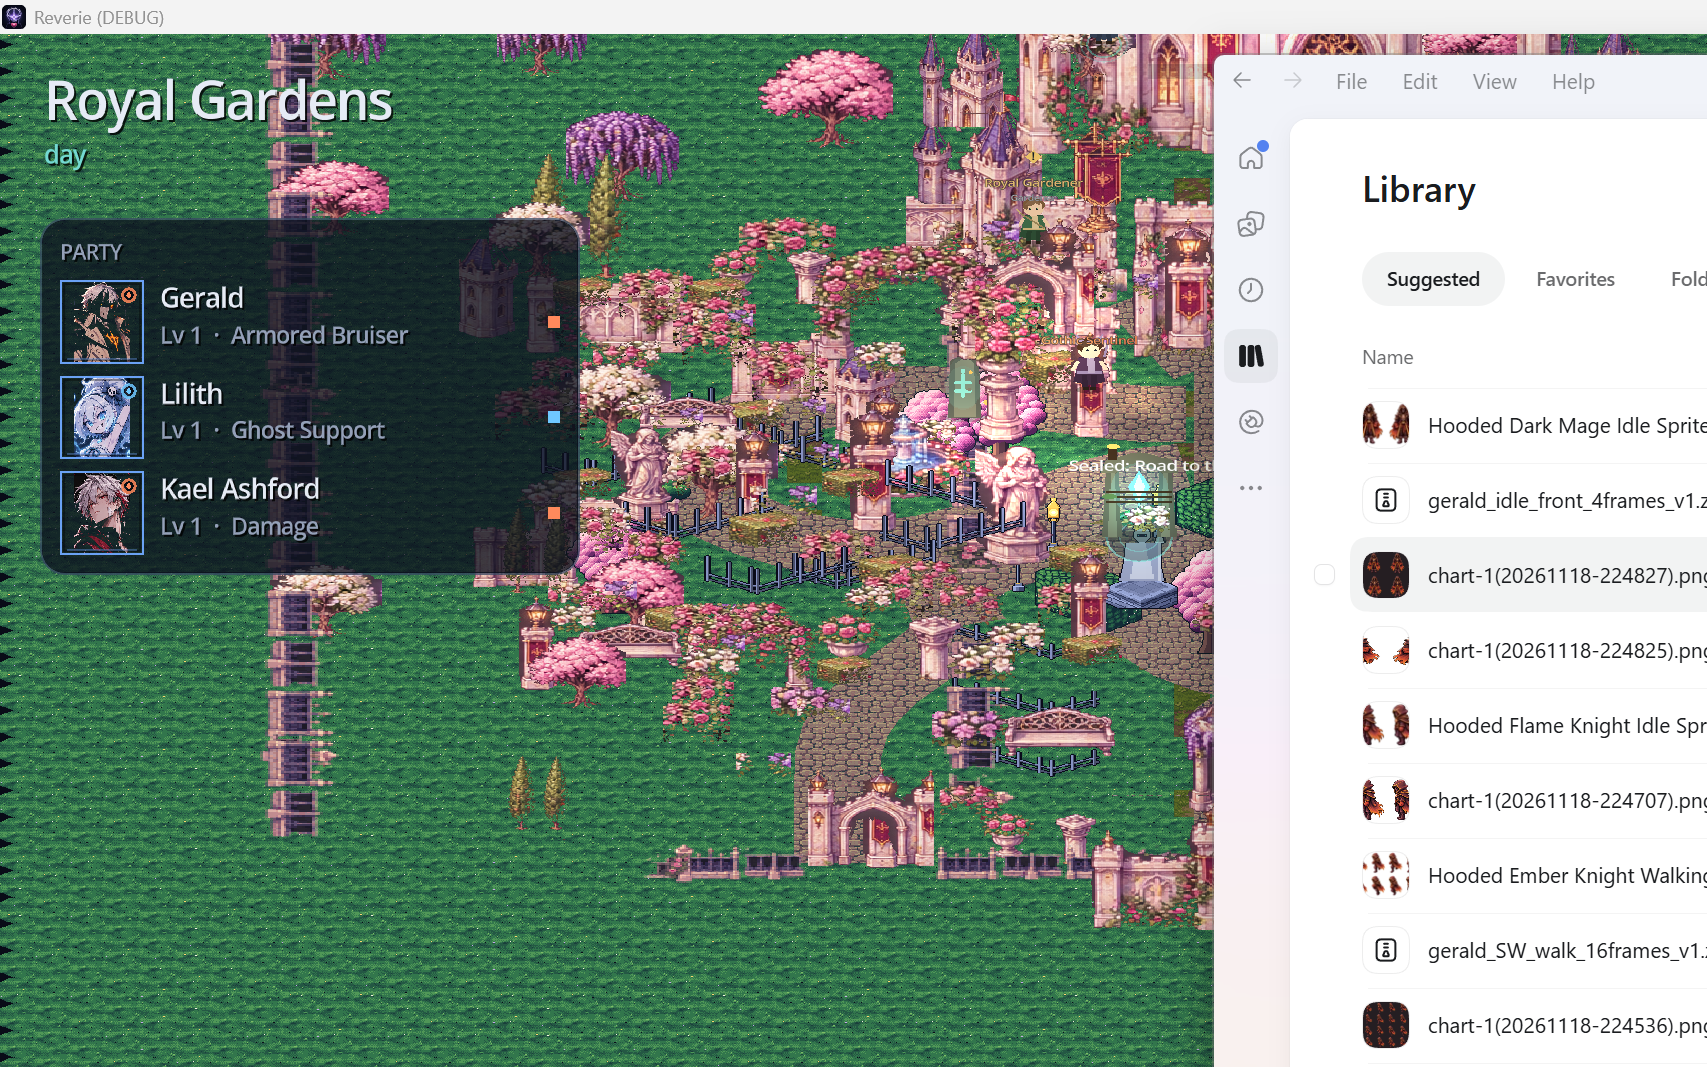 Reverie (DEBUG)
Royal Gardens
day
PARTY
Gerald
Lv 1 · Armored Bruiser
Lilith
Lv 1 · Ghost Support
Kael Ashford
Lv 1 · Damage
Royal Gardener
Gothic Sentinel
Sealed: Road to t
File Edit View Help
Library
Suggested Favorites Fold
Name
Hooded Dark Mage Idle Sprite
gerald_idle_front_4frames_v1.z
chart-1(20261118-224827).png
chart-1(20261118-224825).png
Hooded Flame Knight Idle Spr
chart-1(20261118-224707).png
Hooded Ember Knight Walking
gerald_SW_walk_16frames_v1.z
chart-1(20261118-224536).png